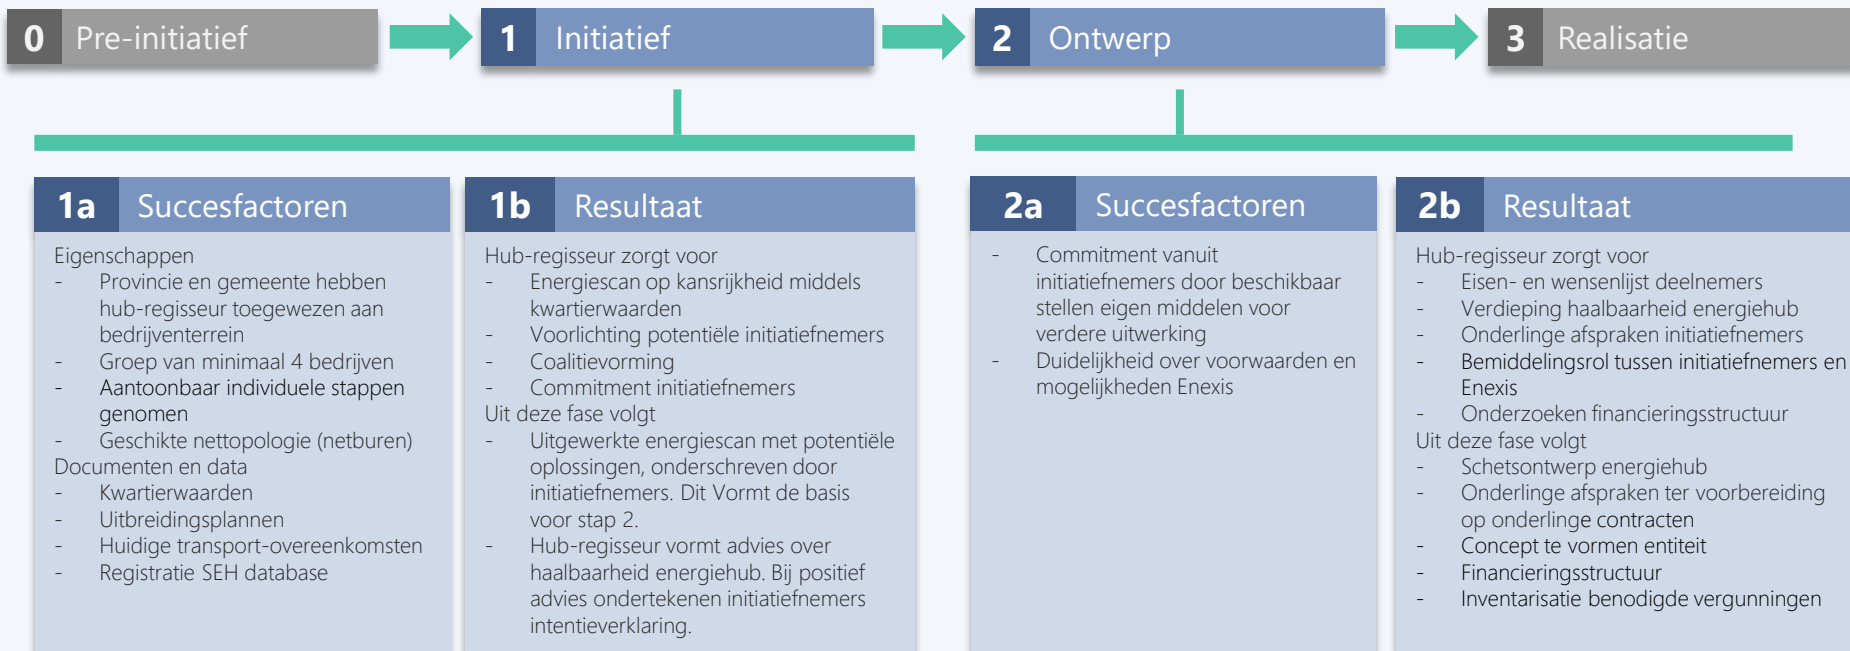 0 Pre-initiatief
1 Initiatief
2 Ontwerp
3 Realisatie
1a Succesfactoren
Eigenschappen
- Provincie en gemeente hebben
hub-regisseur toegewezen aan
bedrijventerrein
- Groep van minimaal 4 bedrijven
- Aantoonbaar individuele stappen
genomen
- Geschikte nettopologie (netburen)
Documenten en data
- Kwartierwaarden
- Uitbreidingsplannen
- Huidige transport-overeenkomsten
- Registratie SEH database
1b Resultaat
Hub-regisseur zorgt voor
- Energiescan op kansrijkheid middels
kwartierwaarden
- Voorlichting potentiële initiatiefnemers
- Coalitievorming
- Commitment initiatiefnemers
Uit deze fase volgt
- Uitgewerkte energiescan met potentiële
oplossingen, onderschreven door
initiatiefnemers. Dit Vormt de basis
voor stap 2.
- Hub-regisseur vormt advies over
haalbaarheid energiehub. Bij positief
advies ondertekenen initiatiefnemers
intentieverklaring.
2a Succesfactoren
- Commitment vanuit
initiatiefnemers door beschikbaar
stellen eigen middelen voor
verdere uitwerking
- Duidelijkheid over voorwaarden en
mogelijkheden Enexis
2b Resultaat
Hub-regisseur zorgt voor
- Eisen- en wensenlijst deelnemers
- Verdieping haalbaarheid energiehub
- Onderlinge afspraken initiatiefnemers
- Bemiddelingsrol tussen initiatiefnemers en
Enexis
- Onderzoeken financieringsstructuur
Uit deze fase volgt
- Schetsontwerp energiehub
- Onderlinge afspraken ter voorbereiding
op onderlinge contracten
- Concept te vormen entiteit
- Financieringsstructuur
- Inventarisatie benodigde vergunningen